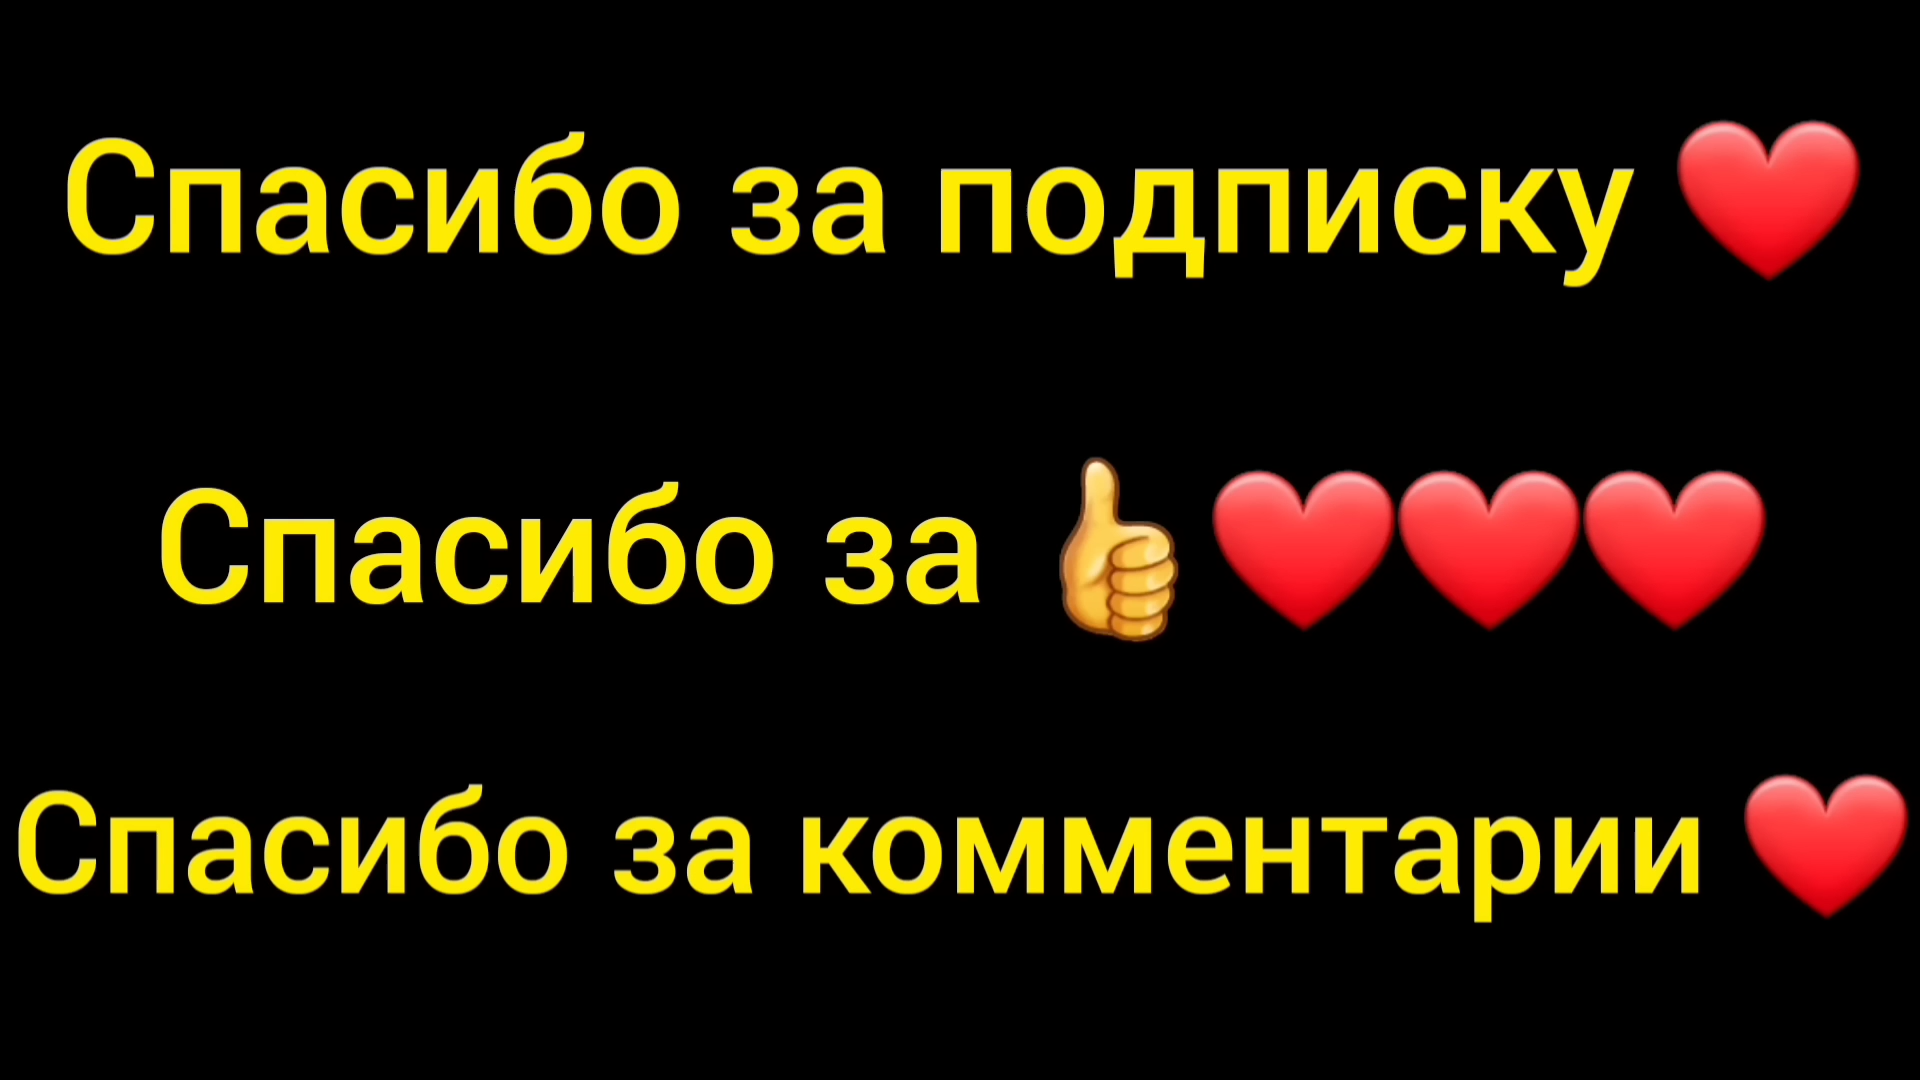 Спасибо за подписку ❤️
Спасибо за 👍❤️❤️❤️
Спасибо за комментарии ❤️